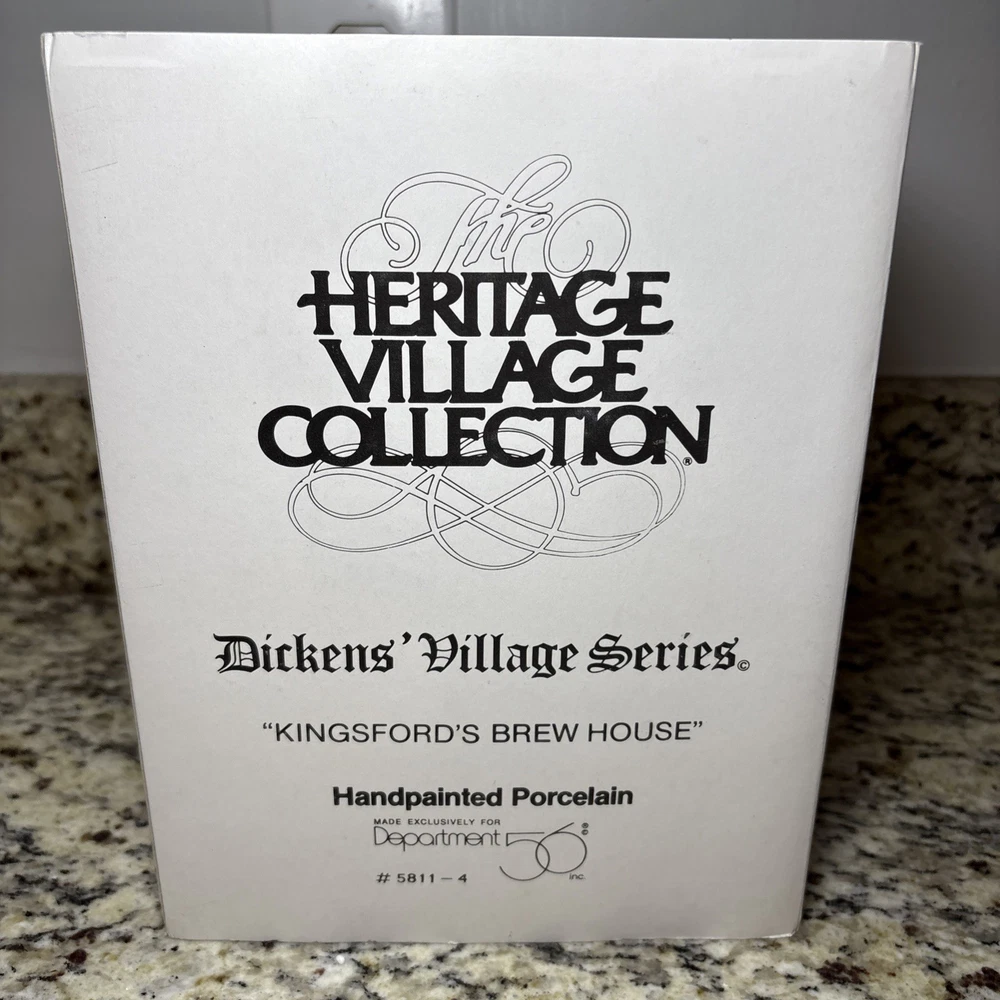 The
HERITAGE
VILLAGE
COLLECTION®
Dickens' Village Series©
“KINGSFORD'S BREW HOUSE”
Handpainted Porcelain
MADE EXCLUSIVELY FOR
Department 56®© inc.
# 5811 – 4